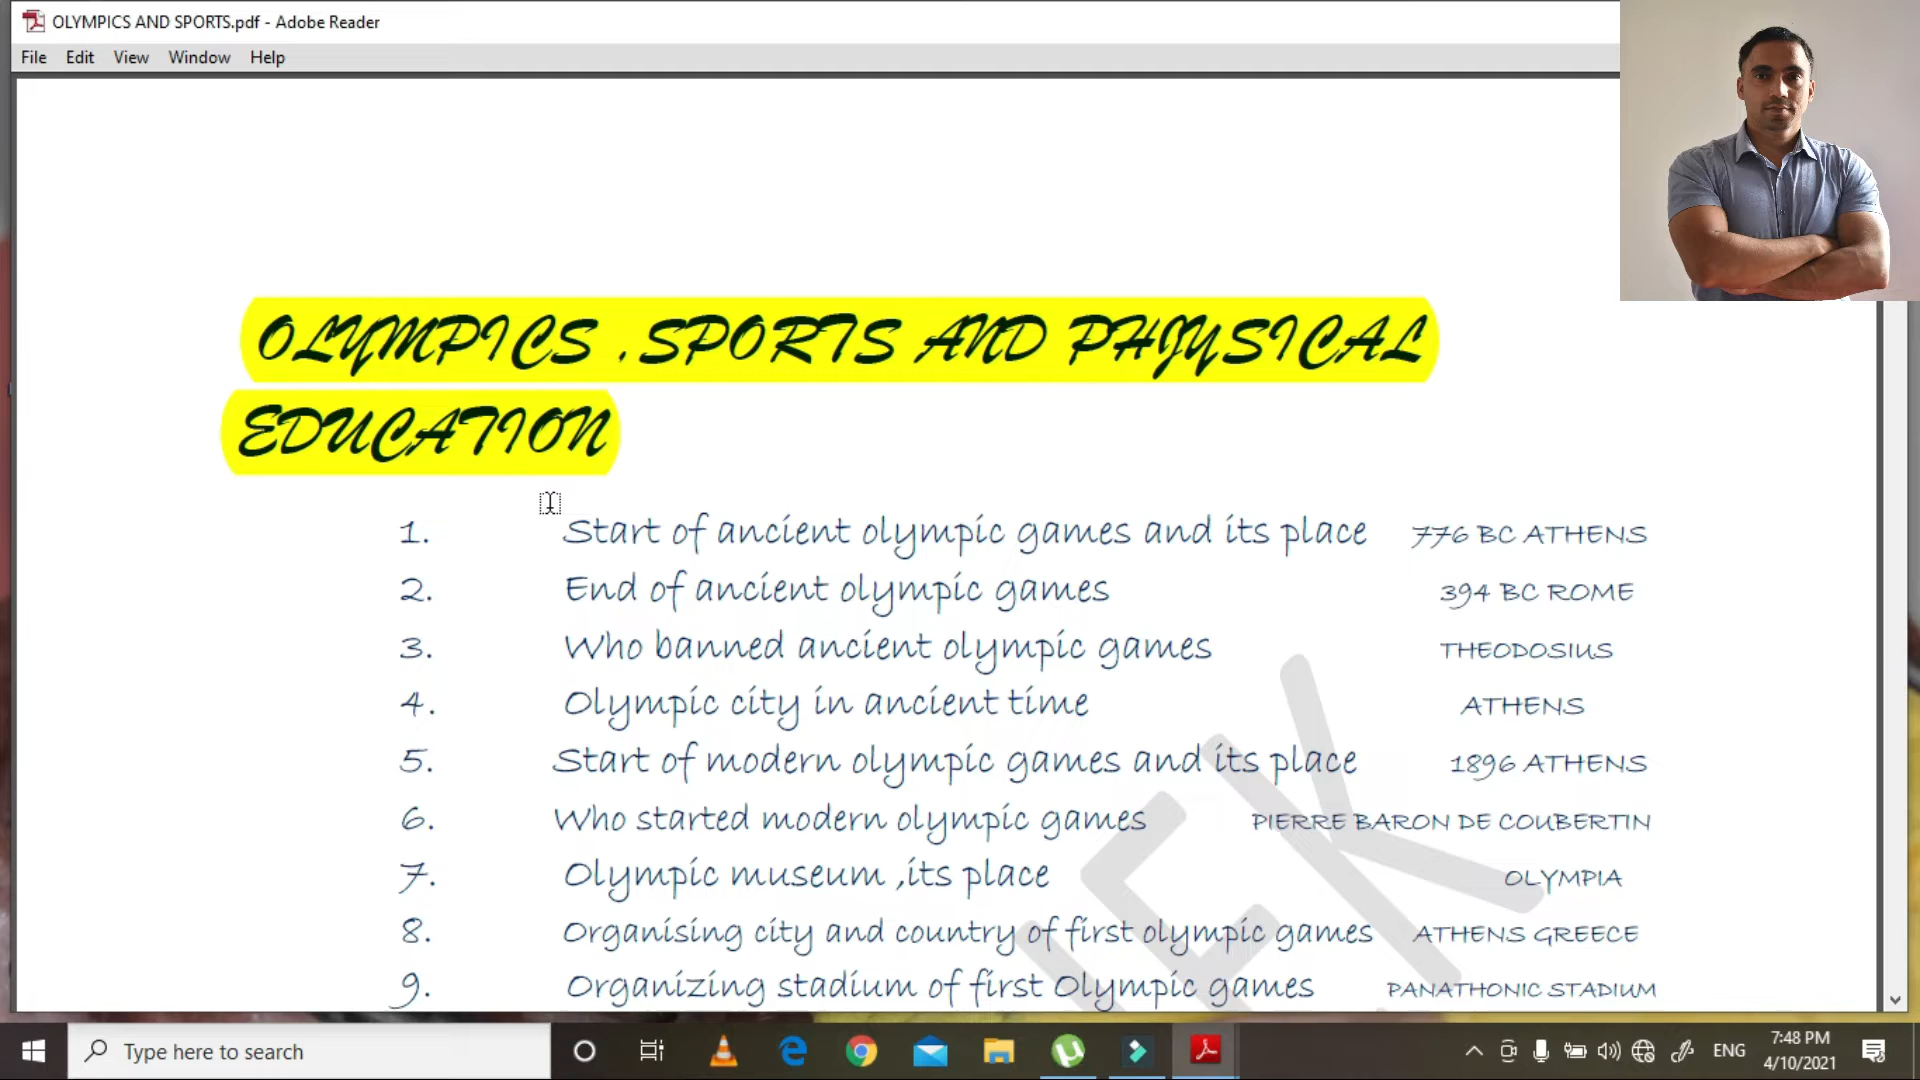 OLYMPICS AND SPORTS.pdf - Adobe Reader
File Edit View Window Help
OLYMPICS ,SPORTS AND PHYSICAL
EDUCATION
1. Start of ancient olympic games and its place 776 BC ATHENS
2. End of ancient olympic games 394 BC ROME
3. Who banned ancient olympic games THEODOSIUS
4. Olympic city in ancient time ATHENS
5. Start of modern olympic games and its place 1896 ATHENS
6. Who started modern olympic games PIERRE BARON DE COUBERTIN
7. Olympic museum ,its place OLYMPIA
8. Organising city and country of first olympic games ATHENS GREECE
9. Organizing stadium of first Olympic games PANATHONIC STADIUM
Type here to search
ENG
7:48 PM
4/10/2021